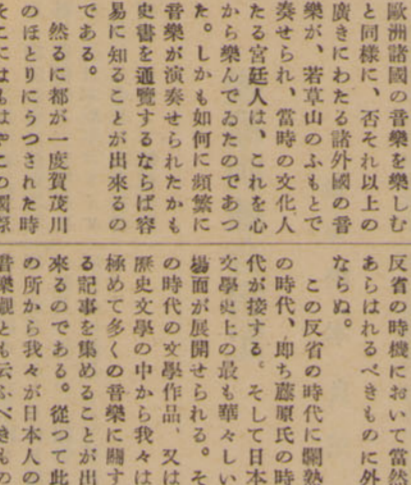 歐洲諸國の音樂を樂しむ
と同樣に、否それ以上の
廣きにわたる諸外國の音
樂が、若草山のふもとで
奏せられ、當時の文化人
たる宮廷人は、これを心
から樂んでゐたのであつ
た。しかも如何に頻繁に
音樂が演奏せられたかも
史書を通覽するならば容
易に知ることが出來るの
である。
然るに都が一度賀茂川
のほとりにうつされた時
反省の時機において當然
あらはれるべきものに外
ならぬ。
この反省の時代に爛熟
の時代、即ち藤原氏の時
代が接する。そして日本
文學史上の最も華々しい
場面が展開せられる。そ
の時代の文學作品、又は
歷史文學の中から我々は
極めて多くの音樂に關す
る記事を集めることが出
來るのである。從つて此
の所から我々が日本人の
音樂觀とも云ふべきもの